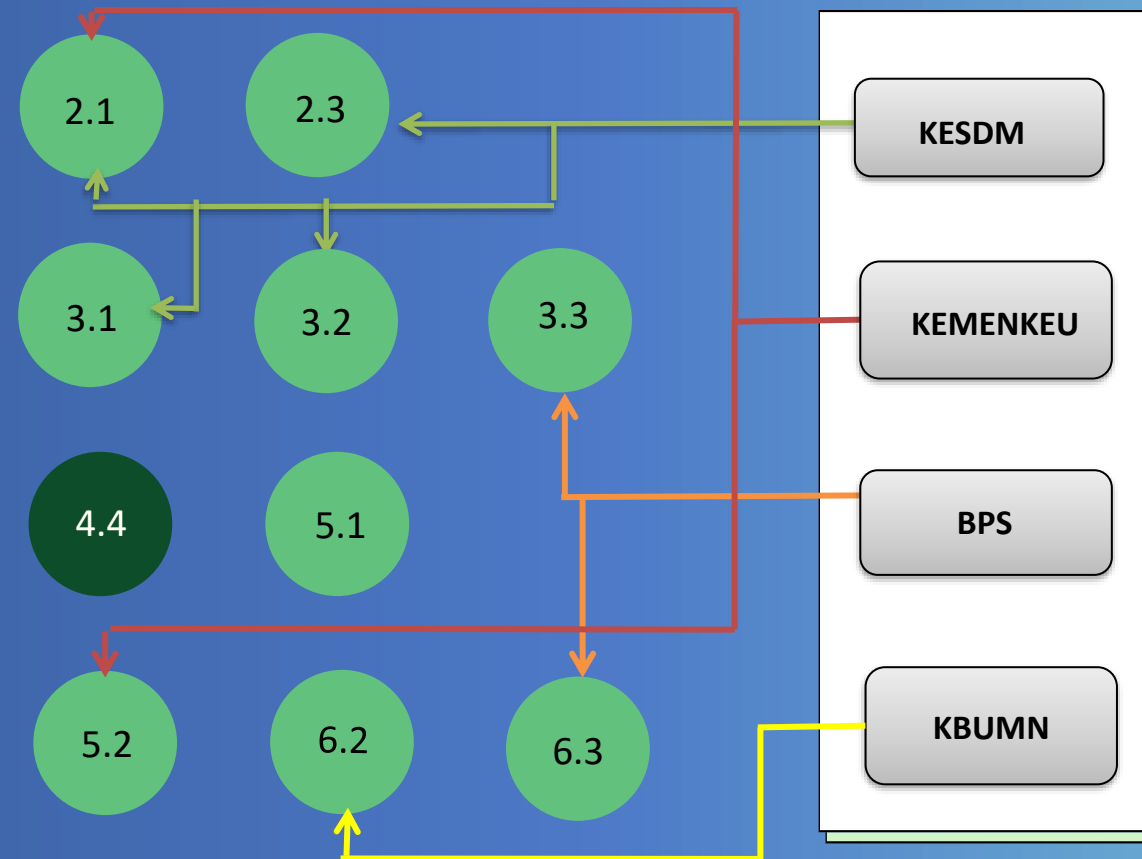 2.1
2.3
KESDM
3.1
3.2
3.3
KEMENKEU
4.4
5.1
BPS
5.2
6.2
6.3
KBUMN